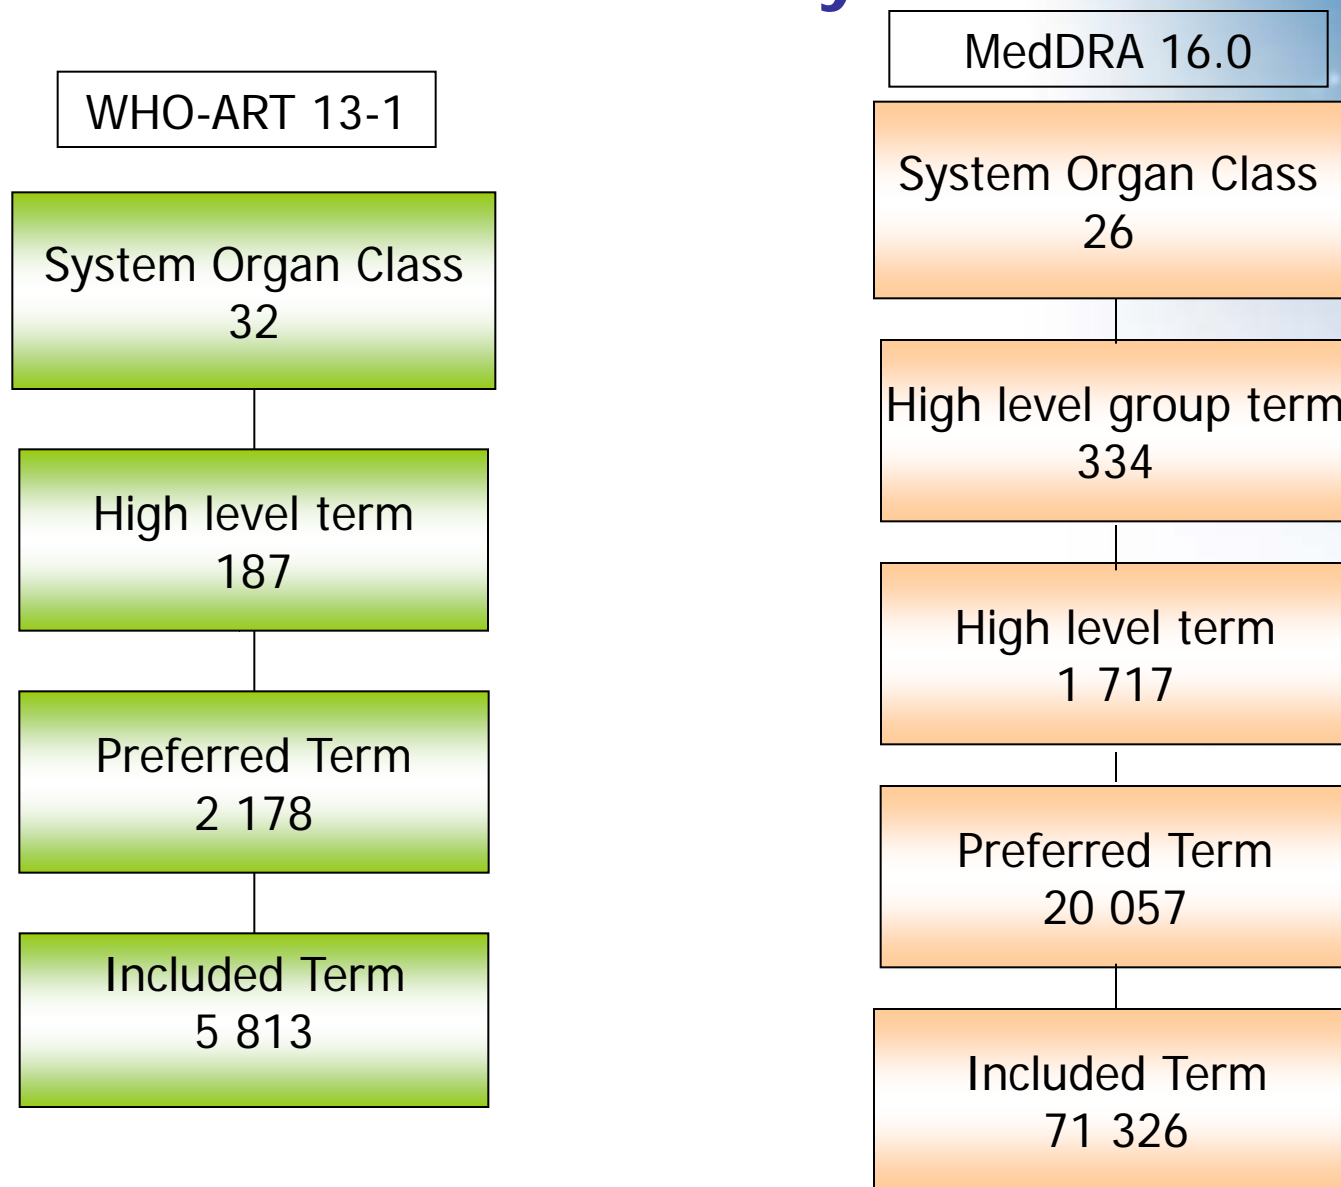 WHO-ART 13-1
System Organ Class
32
High level term
187
Preferred Term
2 178
Included Term
5 813
MedDRA 16.0
System Organ Class
26
High level group term
334
High level term
1 717
Preferred Term
20 057
Included Term
71 326